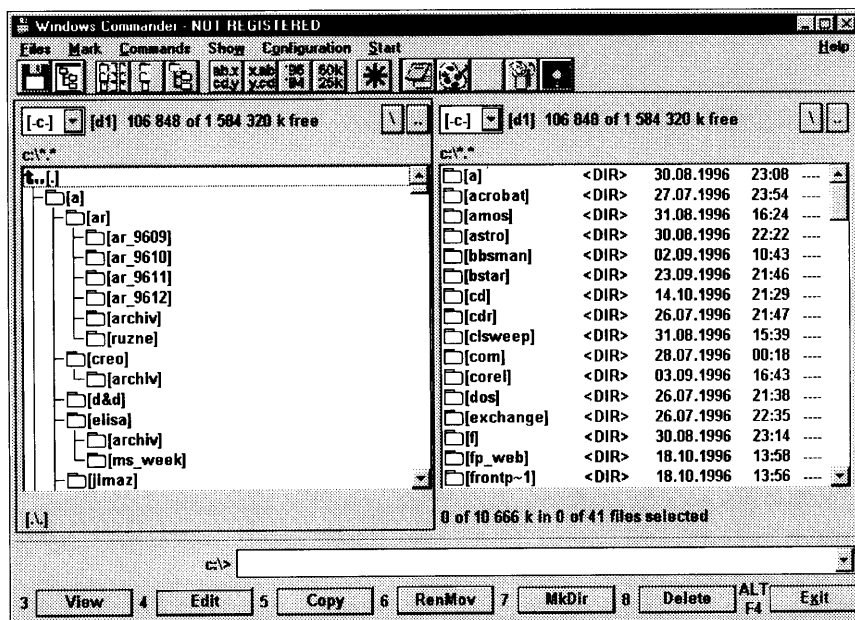 Windows Commander - NOT REGISTERED
Files Mark Commands Show Configuration Start Help
ab.x cd.y x.ab y.cd '96 '94 50k 25k
[-c-] [d1] 106 848 of 1 584 320 k free \ ..
c:\*.*
[.]
[a]
[ar]
[ar_9609]
[ar_9610]
[ar_9611]
[ar_9612]
[archiv]
[ruzne]
[creo]
[archiv]
[d&d]
[elisa]
[archiv]
[ms_week]
[jimaz]
[.\.]
[-c-] [d1] 106 848 of 1 584 320 k free \ ..
c:\*.*
[a] <DIR> 30.08.1996 23:08 ----
[acrobat] <DIR> 27.07.1996 23:54 ----
[amos] <DIR> 31.08.1996 16:24 ----
[astro] <DIR> 30.08.1996 22:22 ----
[bbsman] <DIR> 02.09.1996 10:43 ----
[bstar] <DIR> 23.09.1996 21:46 ----
[cd] <DIR> 14.10.1996 21:29 ----
[cdr] <DIR> 26.07.1996 21:47 ----
[clsweep] <DIR> 31.08.1996 15:39 ----
[com] <DIR> 28.07.1996 00:18 ----
[corel] <DIR> 03.09.1996 16:43 ----
[dos] <DIR> 26.07.1996 21:38 ----
[exchange] <DIR> 26.07.1996 22:35 ----
[f] <DIR> 30.08.1996 23:14 ----
[fp_web] <DIR> 18.10.1996 13:58 ----
[frontp~1] <DIR> 18.10.1996 13:56 ----
0 of 10 666 k in 0 of 41 files selected
c:\>
3 View 4 Edit 5 Copy 6 RenMov 7 MkDir 8 Delete ALT F4 Exit